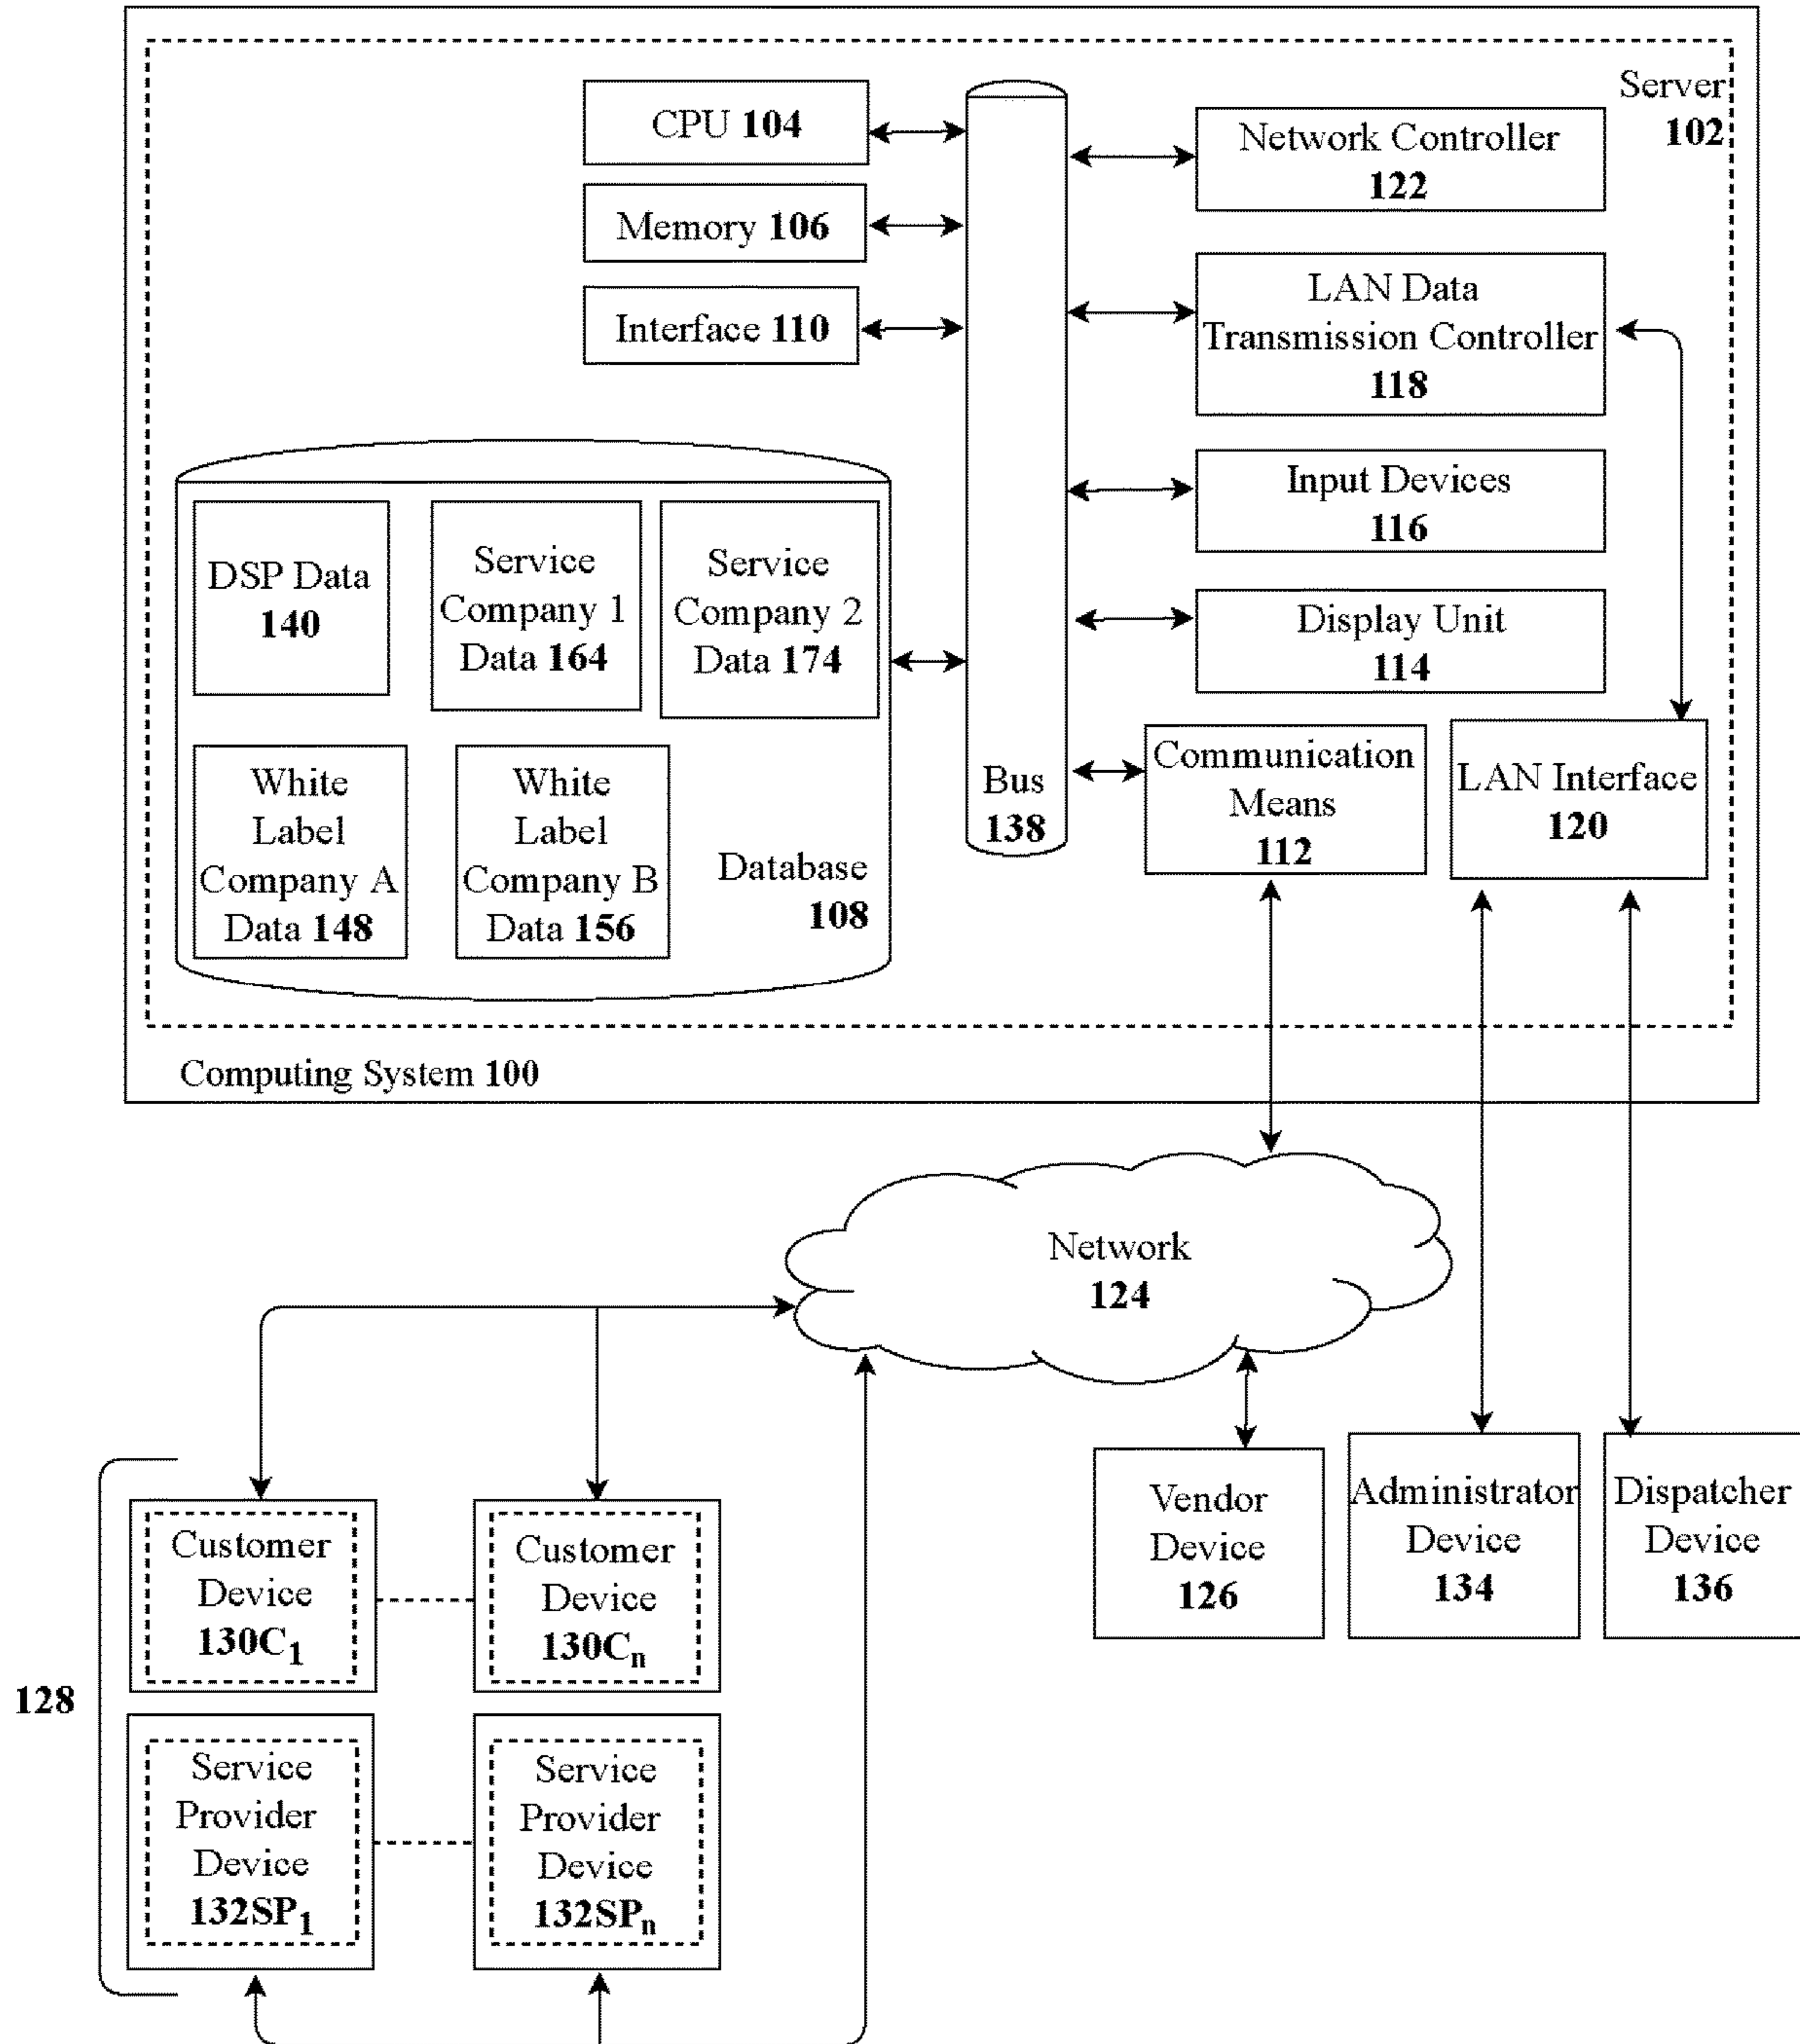 Server
102
CPU 104
Network Controller
122
Memory 106
Interface 110
LAN Data
Transmission Controller
118
Input Devices
116
Display Unit
114
DSP Data
140
Service
Company 1
Data 164
Service
Company 2
Data 174
White
Label
Company A
Data 148
White
Label
Company B
Data 156
Database
108
Bus
138
Communication
Means
112
LAN Interface
120
Computing System 100
Network
124
Vendor
Device
126
Administrator
Device
134
Dispatcher
Device
136
128
Customer
Device
130C1
Customer
Device
130Cn
Service
Provider
Device
132SP1
Service
Provider
Device
132SPn